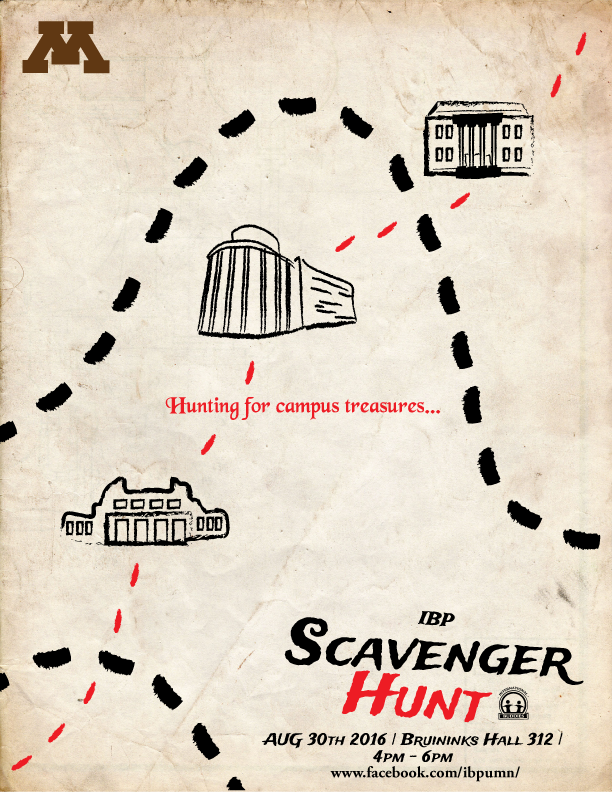 M
Hunting for campus treasures...
IBP
SCAVENGER
HUNT
AUG 30TH 2016 | BRUININKS HALL 312 |
4PM - 6PM
www.facebook.com/ibpumn/